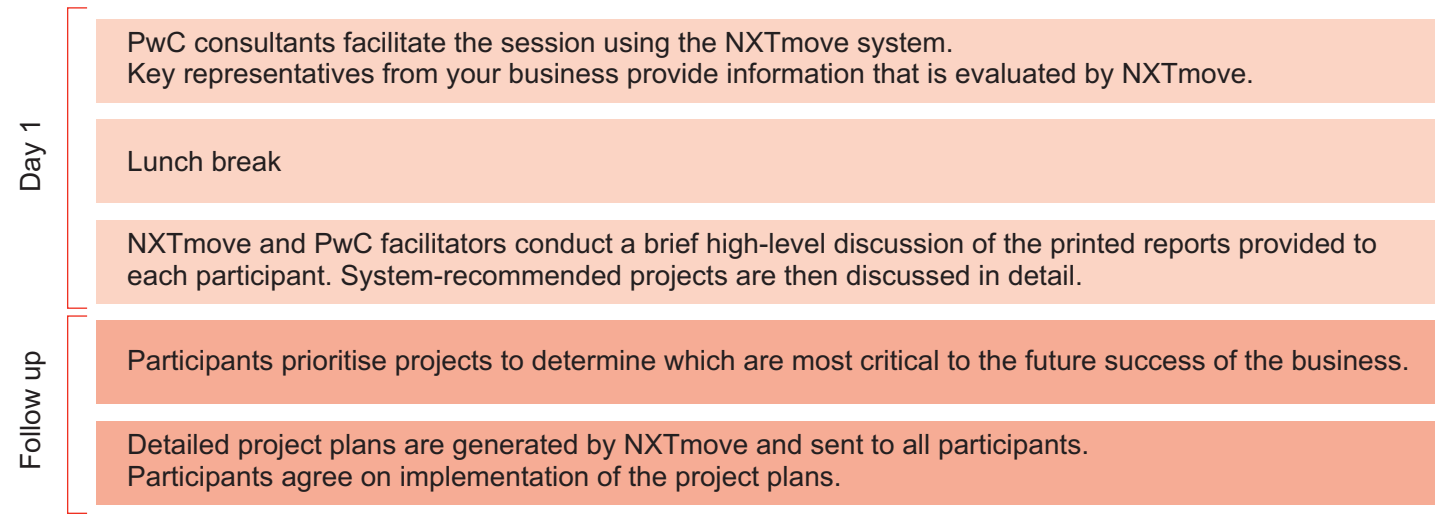 Day 1
PwC consultants facilitate the session using the NXTmove system.
Key representatives from your business provide information that is evaluated by NXTmove.
Lunch break
NXTmove and PwC facilitators conduct a brief high-level discussion of the printed reports provided to
each participant. System-recommended projects are then discussed in detail.
Follow up
Participants prioritise projects to determine which are most critical to the future success of the business.
Detailed project plans are generated by NXTmove and sent to all participants.
Participants agree on implementation of the project plans.